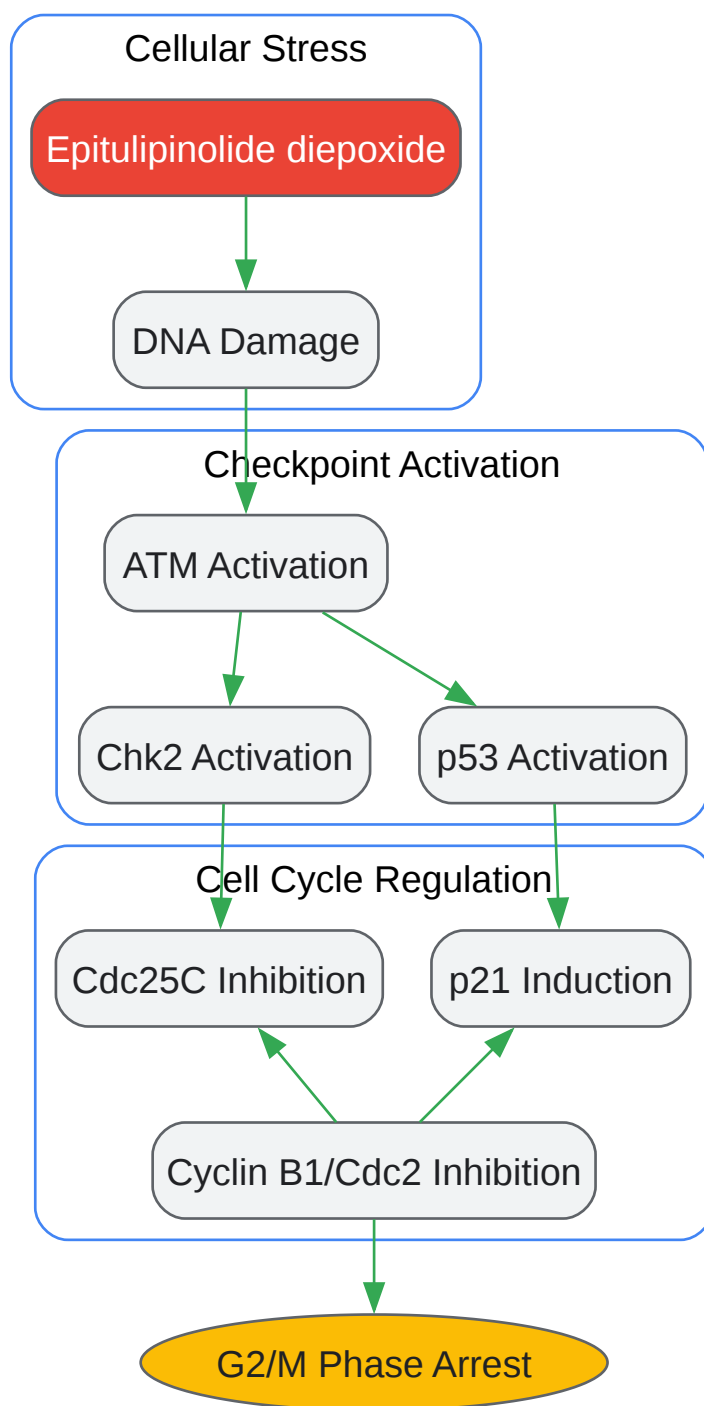 Cellular Stress
Epitulipinolide diepoxide
DNA Damage
Checkpoint Activation
ATM Activation
Chk2 Activation
p53 Activation
Cell Cycle Regulation
Cdc25C Inhibition
p21 Induction
Cyclin B1/Cdc2 Inhibition
G2/M Phase Arrest